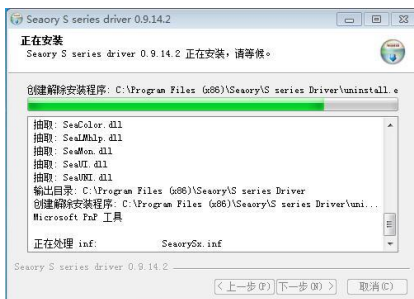 Seaory S series driver 0.9.14.2
正在安装
Seaory S series driver 0.9.14.2 正在安装，请等候。
创建解除安装程序: C:\Program Files (x86)\Seaory\S series Driver\uninstall.e
抽取: SeaColor.dll
抽取: SeaLMhlp.dll
抽取: SeaMon.dll
抽取: SeaUI.dll
抽取: SeaUNI.dll
输出目录: C:\Program Files (x86)\Seaory\S series Driver
创建解除安装程序: C:\Program Files (x86)\Seaory\S series Driver\uni...
Microsoft PnP 工具
正在处理 inf: SeaorySx.inf
Seaory S series driver 0.9.14.2
< 上一步(P) 下一步(N) > 取消(C)